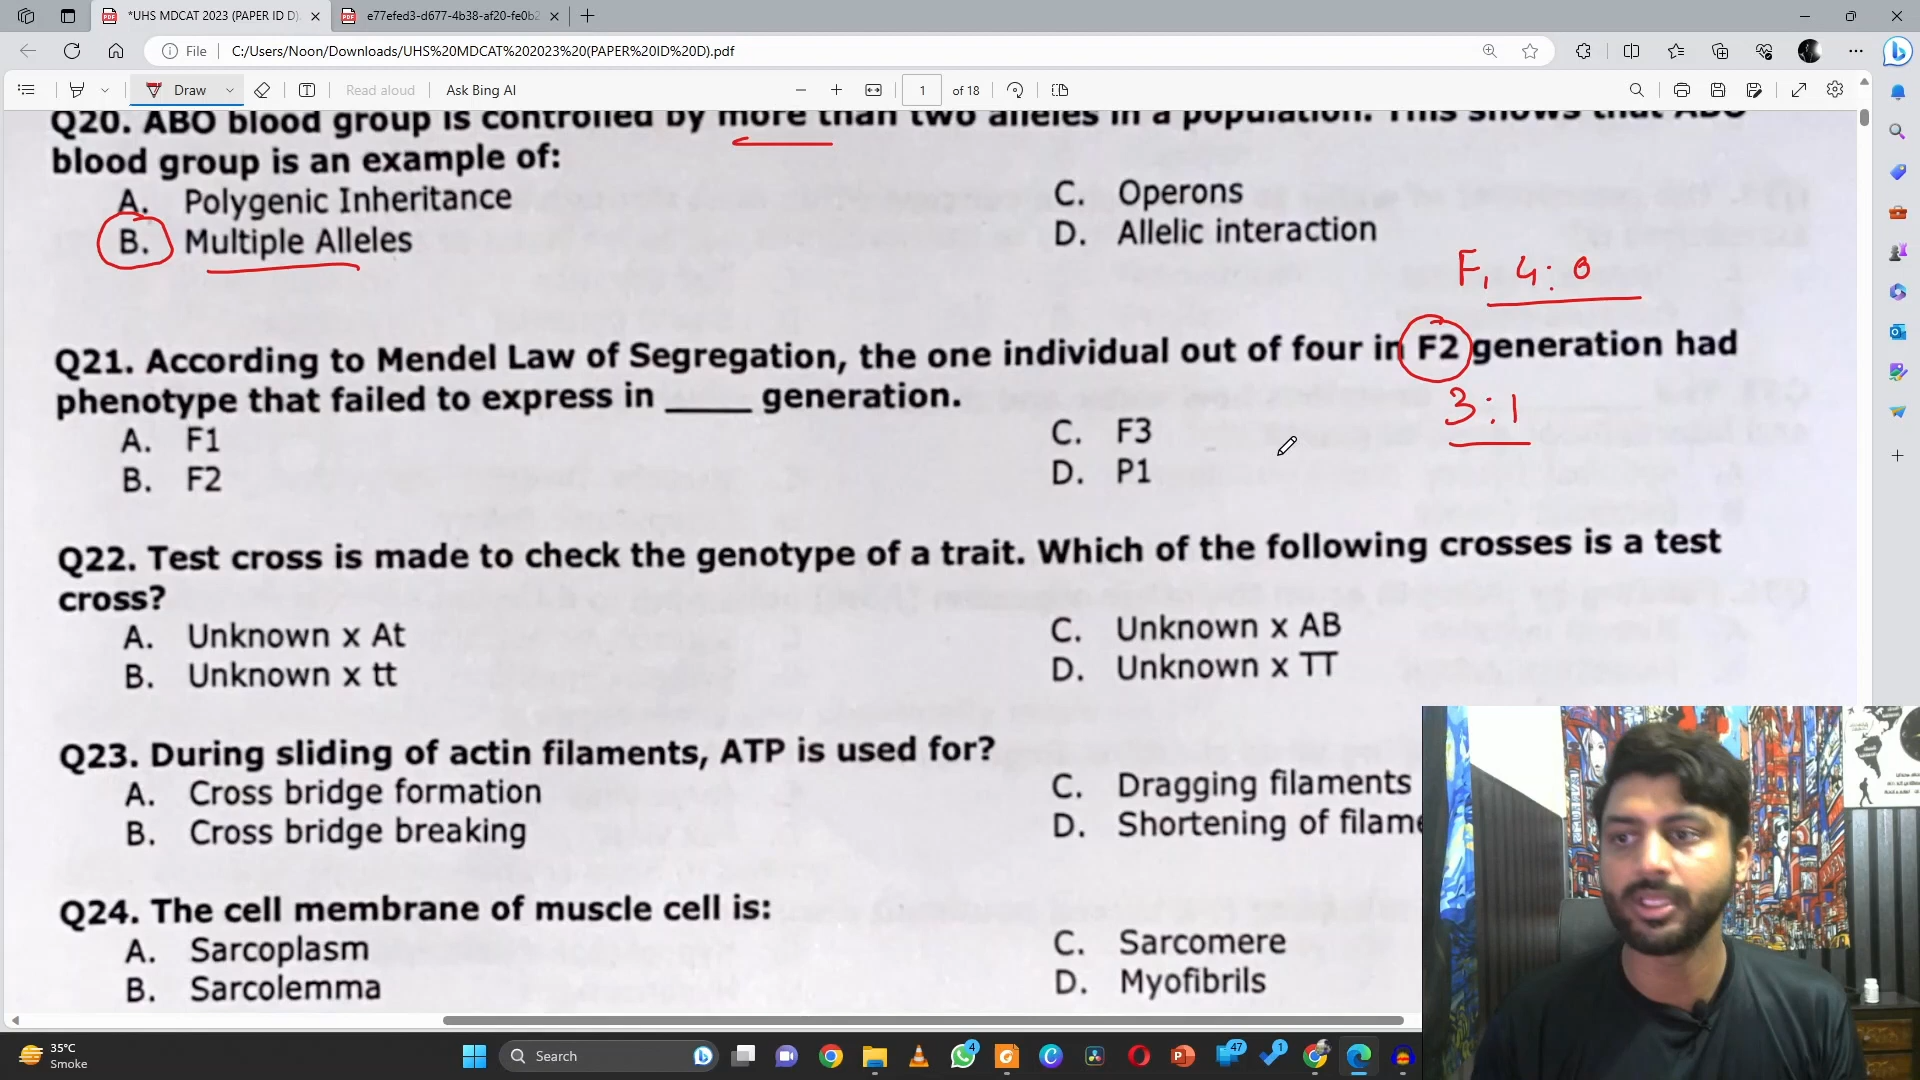 *UHS MDCAT 2023 (PAPER ID D).
e77efed3-d677-4b38-af20-fe0b2
File
C:/Users/Noon/Downloads/UHS%20MDCAT%202023%20(PAPER%20ID%20D).pdf
Draw
Read aloud
Ask Bing AI
1 of 18
Q20. ABO blood group is controlled by more than two alleles in a population. This shows that ABO
blood group is an example of:
A. Polygenic Inheritance
C. Operons
B. Multiple Alleles
D. Allelic interaction
F1 4:0
Q21. According to Mendel Law of Segregation, the one individual out of four in F2 generation had
phenotype that failed to express in _____ generation.
3:1
A. F1
C. F3
B. F2
D. P1
Q22. Test cross is made to check the genotype of a trait. Which of the following crosses is a test
cross?
A. Unknown x At
C. Unknown x AB
B. Unknown x tt
D. Unknown x TT
Q23. During sliding of actin filaments, ATP is used for?
A. Cross bridge formation
C. Dragging filaments
B. Cross bridge breaking
D. Shortening of filame
Q24. The cell membrane of muscle cell is:
A. Sarcoplasm
C. Sarcomere
B. Sarcolemma
D. Myofibrils
35°C
Smoke
Search
4
47
1